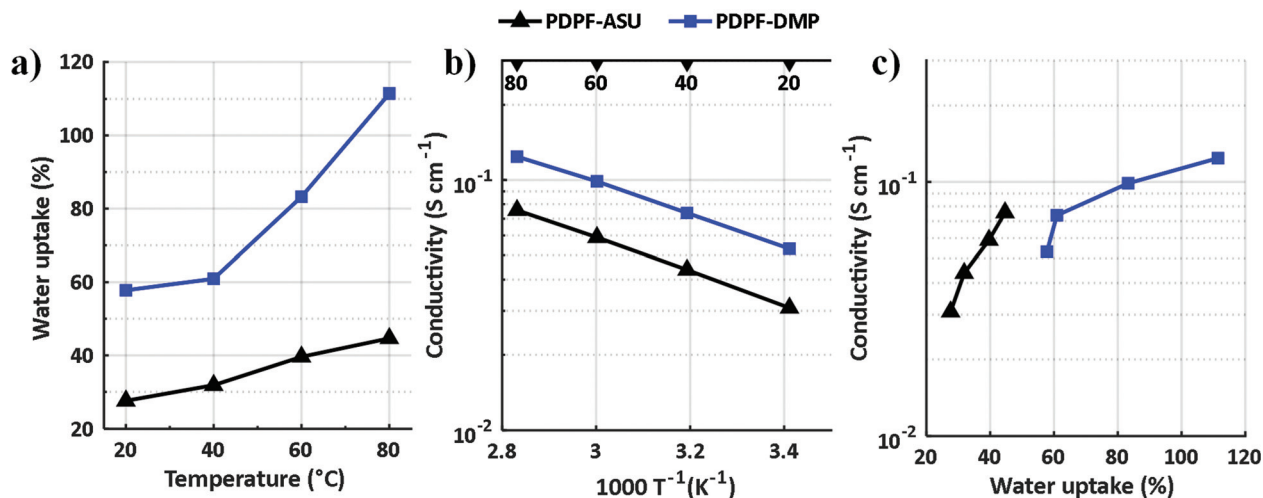 PDPF-ASU PDPF-DMP
a)
120
100
80
60
40
20
Water uptake (%)
20 40 60 80
Temperature (°C)
b)
80 60 40 20
10⁻¹
10⁻²
Conductivity (S cm⁻¹)
2.8 3 3.2 3.4
1000 T⁻¹(K⁻¹)
c)
10⁻¹
10⁻²
Conductivity (S cm⁻¹)
20 40 60 80 100 120
Water uptake (%)